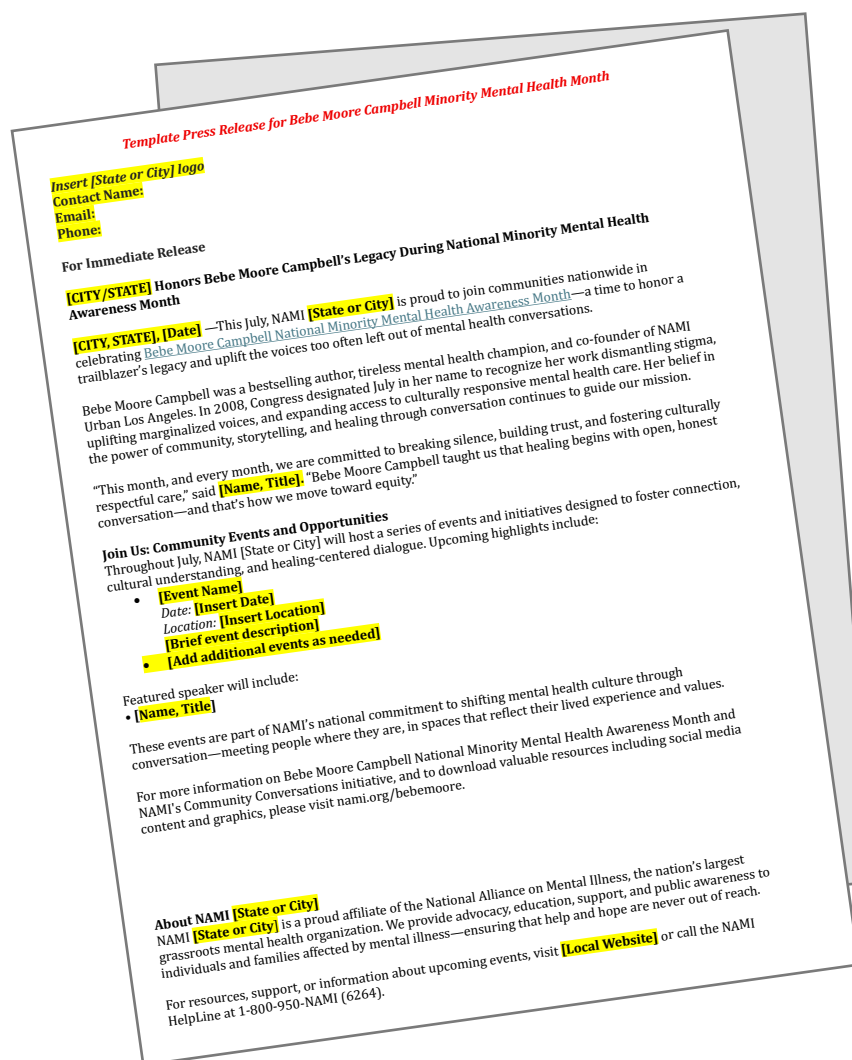 Template Press Release for Bebe Moore Campbell Minority Mental Health Month
Insert [State or City] logo
Contact Name:
Email:
Phone:
For Immediate Release
[CITY/STATE] Honors Bebe Moore Campbell’s Legacy During National Minority Mental Health
Awareness Month
[CITY, STATE], [Date] —This July, NAMI [State or City] is proud to join communities nationwide in
celebrating Bebe Moore Campbell National Minority Mental Health Awareness Month—a time to honor a
trailblazer’s legacy and uplift the voices too often left out of mental health conversations.
Bebe Moore Campbell was a bestselling author, tireless mental health champion, and co-founder of NAMI
Urban Los Angeles. In 2008, Congress designated July in her name to recognize her work dismantling stigma,
uplifting marginalized voices, and expanding access to culturally responsive mental health care. Her belief in
the power of community, storytelling, and healing through conversation continues to guide our mission.
“This month, and every month, we are committed to breaking silence, building trust, and fostering culturally
respectful care,” said [Name, Title]. “Bebe Moore Campbell taught us that healing begins with open, honest
conversation—and that’s how we move toward equity.”
Join Us: Community Events and Opportunities
Throughout July, NAMI [State or City] will host a series of events and initiatives designed to foster connection,
cultural understanding, and healing-centered dialogue. Upcoming highlights include:
• [Event Name]
Date: [Insert Date]
Location: [Insert Location]
[Brief event description]
• [Add additional events as needed]
Featured speaker will include:
• [Name, Title]
These events are part of NAMI’s national commitment to shifting mental health culture through
conversation—meeting people where they are, in spaces that reflect their lived experience and values.
For more information on Bebe Moore Campbell National Minority Mental Health Awareness Month and
NAMI’s Community Conversations initiative, and to download valuable resources including social media
content and graphics, please visit nami.org/bebemoore.
About NAMI [State or City]
NAMI [State or City] is a proud affiliate of the National Alliance on Mental Illness, the nation’s largest
grassroots mental health organization. We provide advocacy, education, support, and public awareness to
individuals and families affected by mental illness—ensuring that help and hope are never out of reach.
For resources, support, or information about upcoming events, visit [Local Website] or call the NAMI
HelpLine at 1-800-950-NAMI (6264).